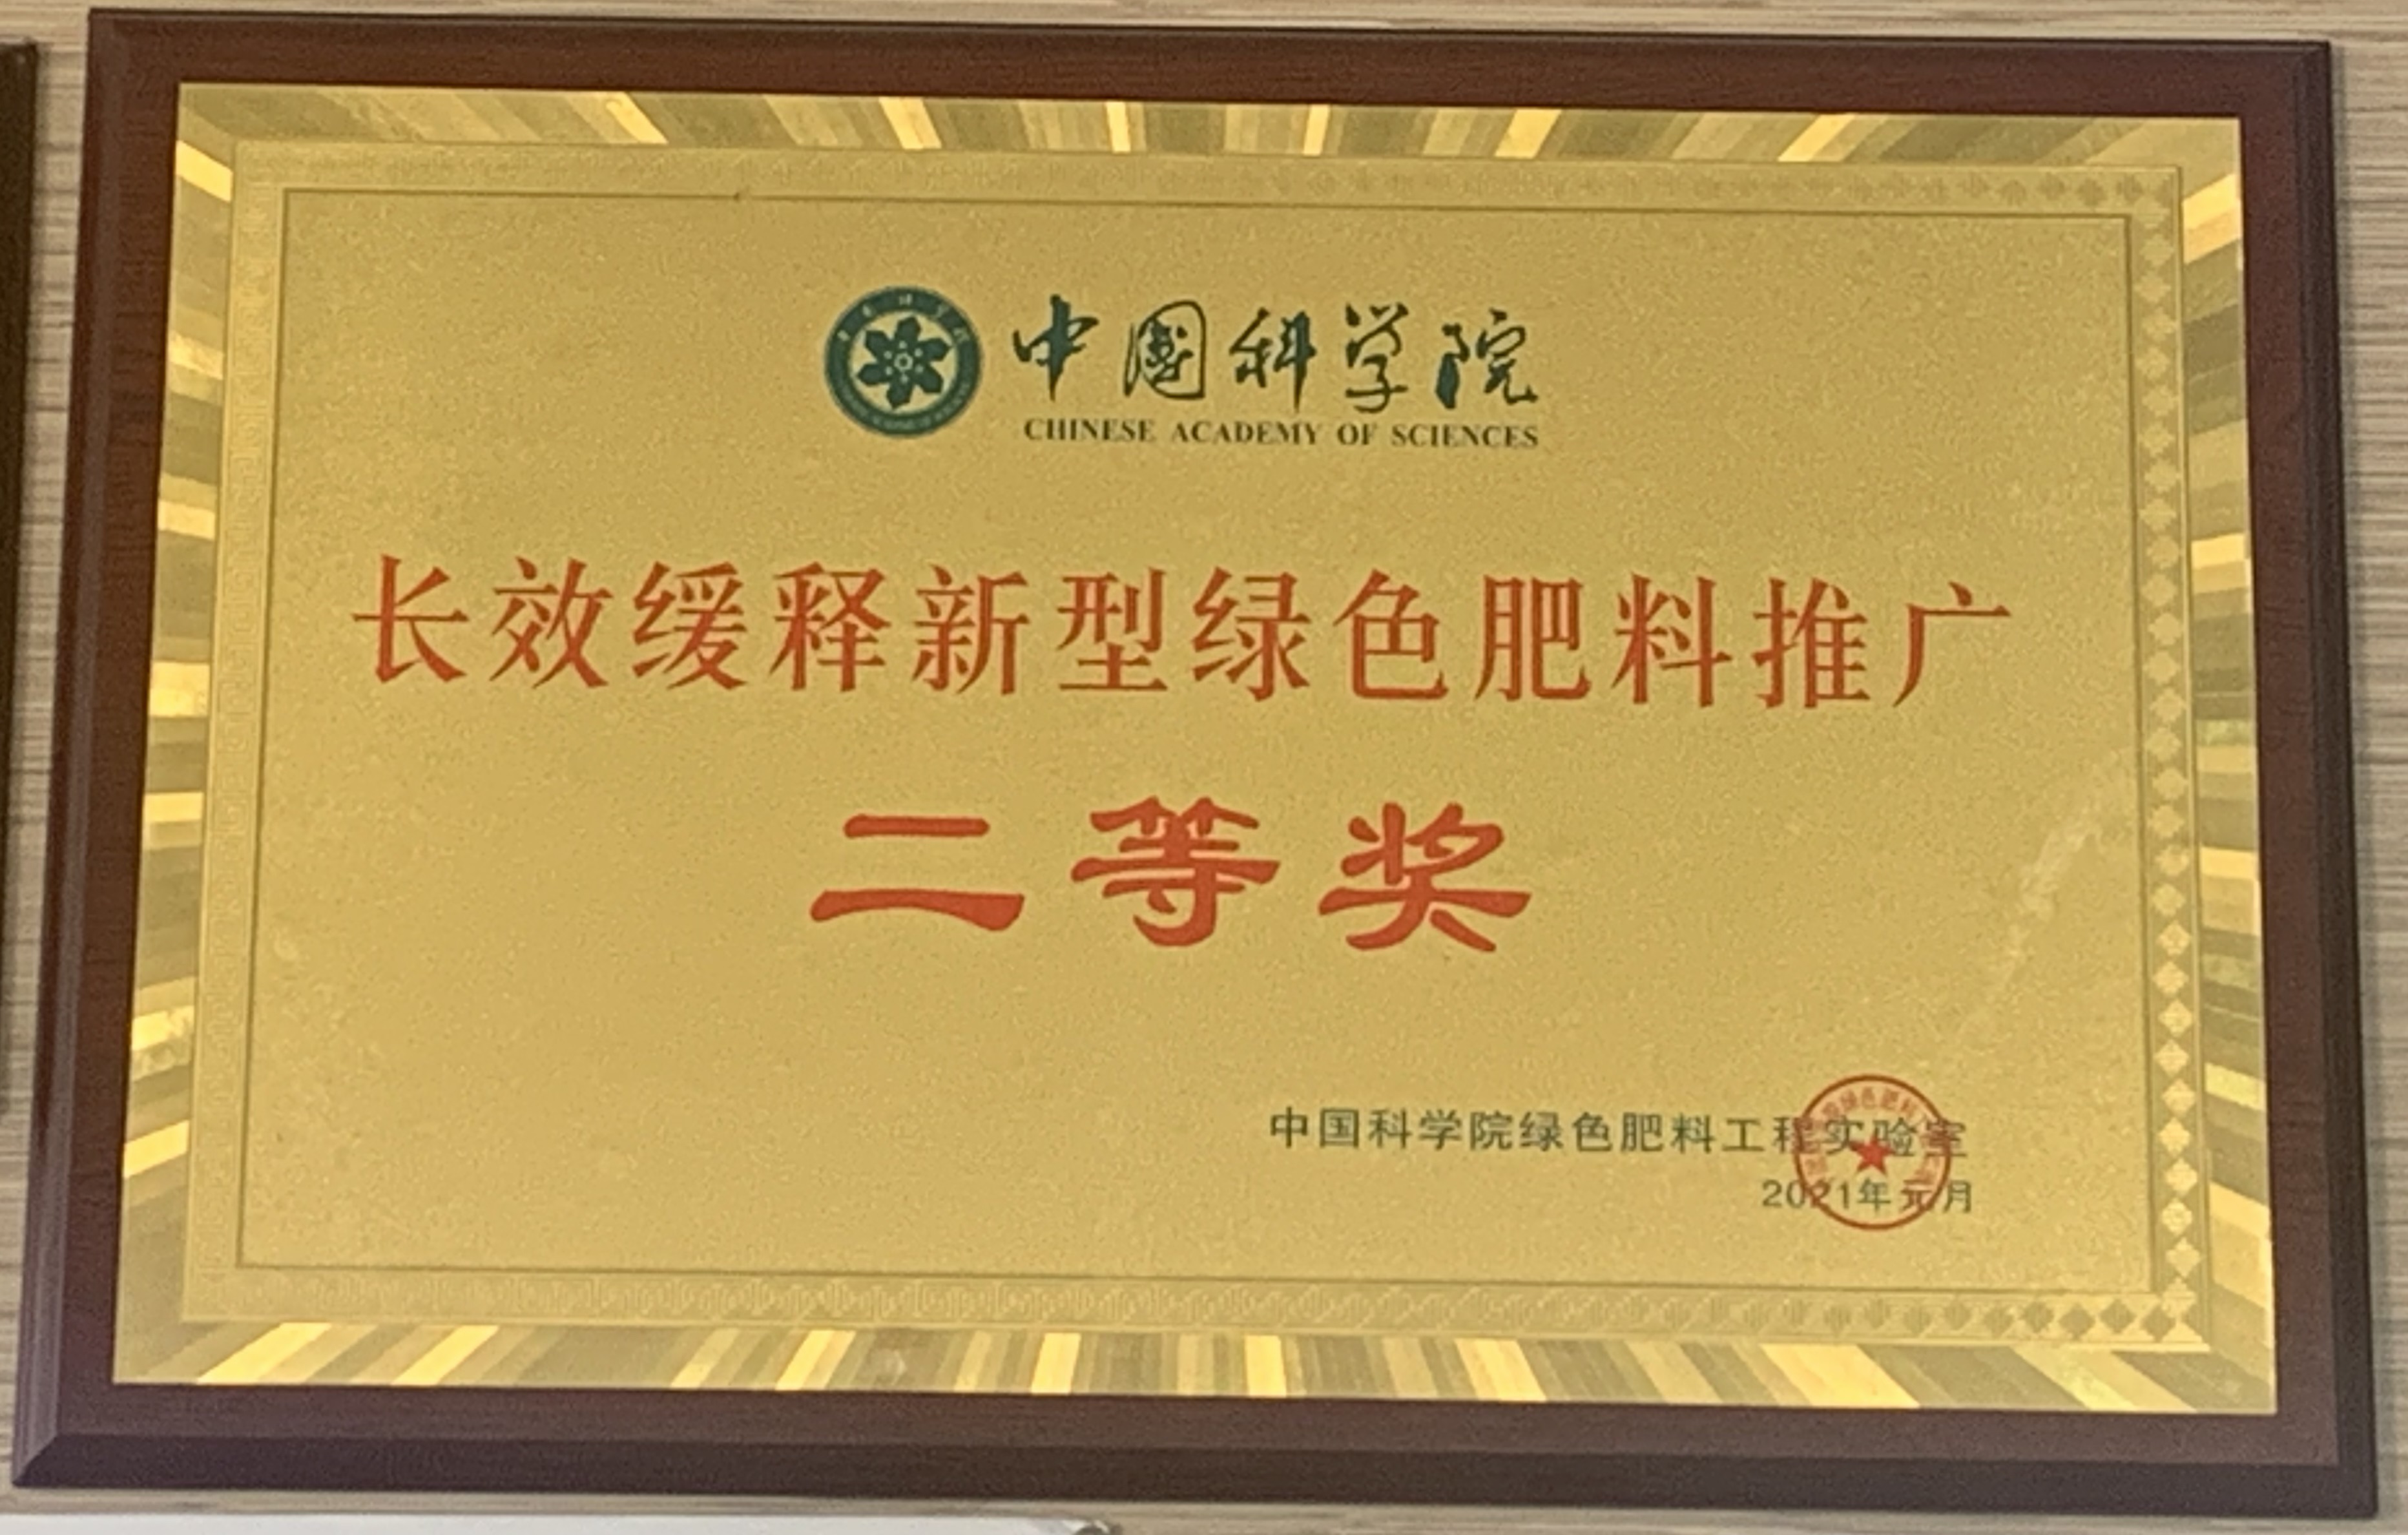 中国科学院
CHINESE ACADEMY OF SCIENCES
长效缓释新型绿色肥料推广
二等奖
中国科学院绿色肥料工程实验室
2021年元月